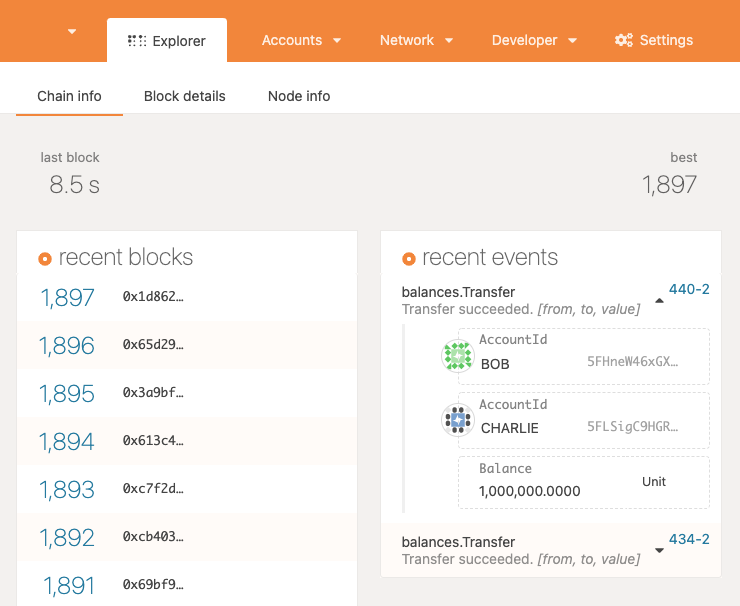 Explorer
Accounts
Network
Developer
Settings
Chain info
Block details
Node info
last block
8.5 s
best
1,897
recent blocks
1,897 0x1d862…
1,896 0x65d29…
1,895 0x3a9bf…
1,894 0x613c4…
1,893 0xc7f2d…
1,892 0xcb403…
1,891 0x69bf9…
recent events
balances.Transfer 440-2
Transfer succeeded. [from, to, value]
AccountId
BOB 5FHneW46xGX…
AccountId
CHARLIE 5FLSigC9HGR…
Balance
1,000,000.0000 Unit
balances.Transfer 434-2
Transfer succeeded. [from, to, value]